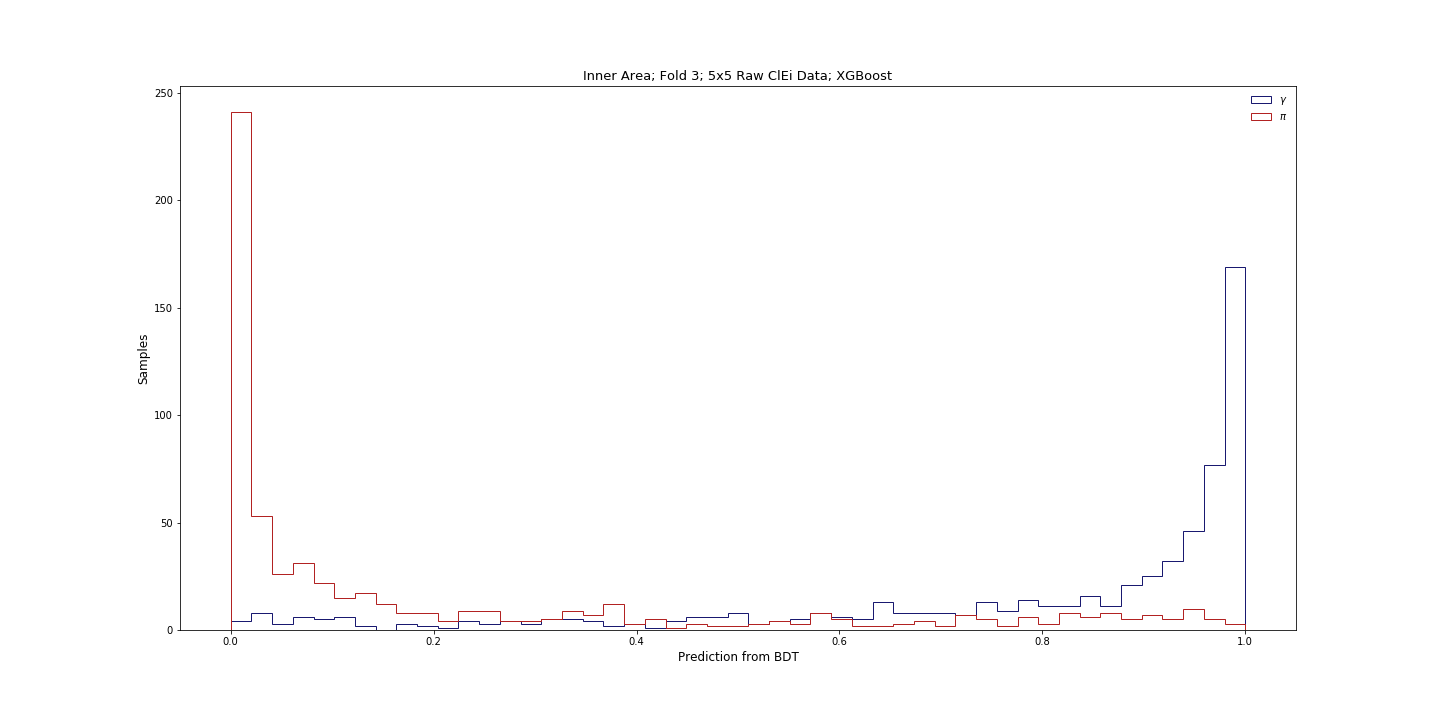 Inner Area; Fold 3; 5x5 Raw ClEi Data; XGBoost
250
200
150
100
50
0
Samples
γ
π
0.0 0.2 0.4 0.6 0.8 1.0
Prediction from BDT